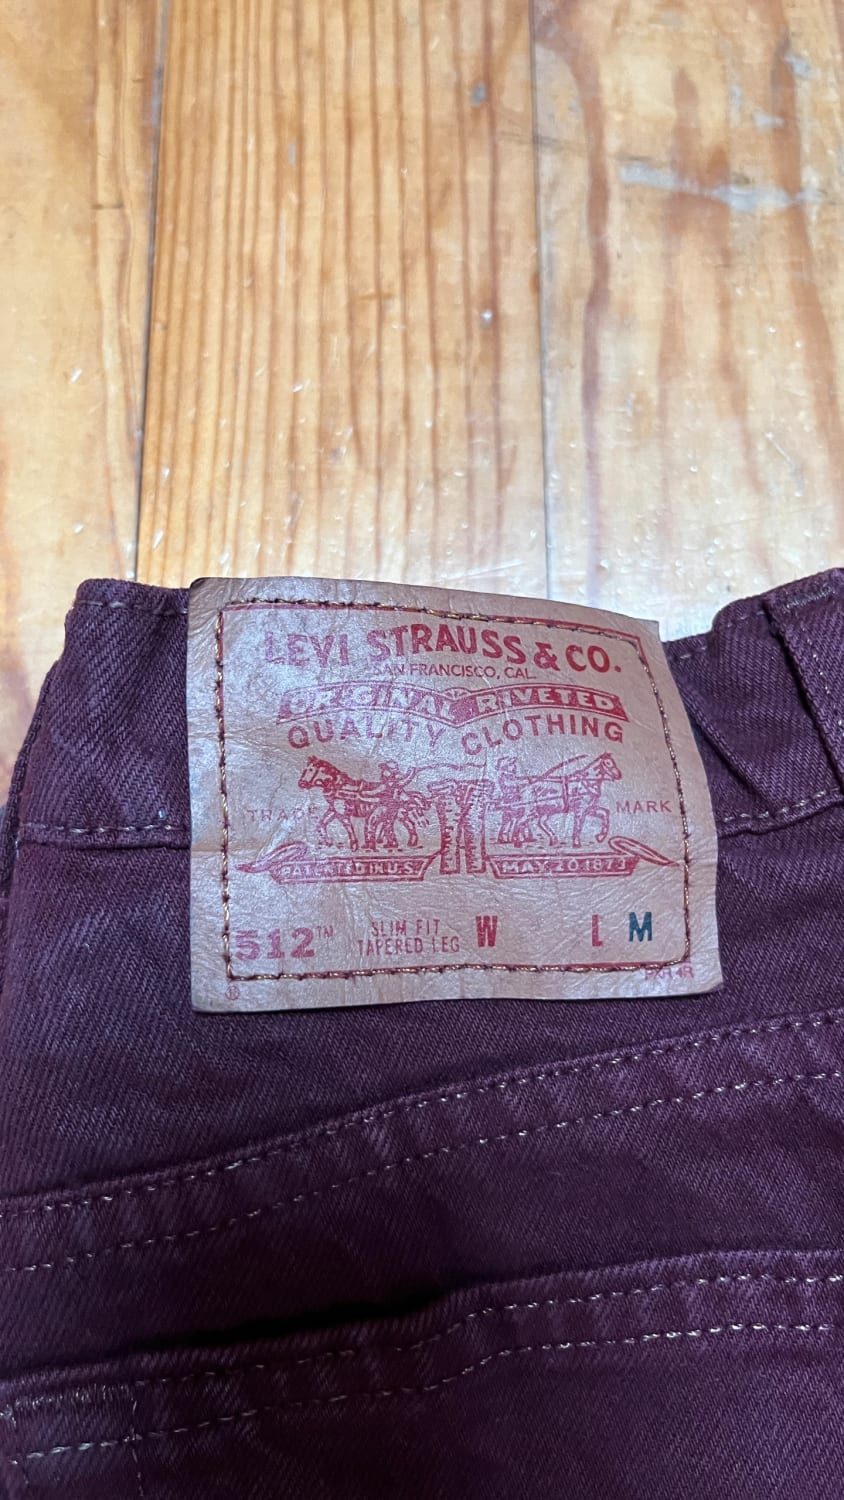 LEVI STRAUSS & CO.
SAN FRANCISCO, CAL.
ORIGINAL RIVETED
QUALITY CLOTHING
TRADE MARK
PATENTED IN U.S. MAY 20 1873
512™ SLIM FIT TAPERED LEG W L M
®